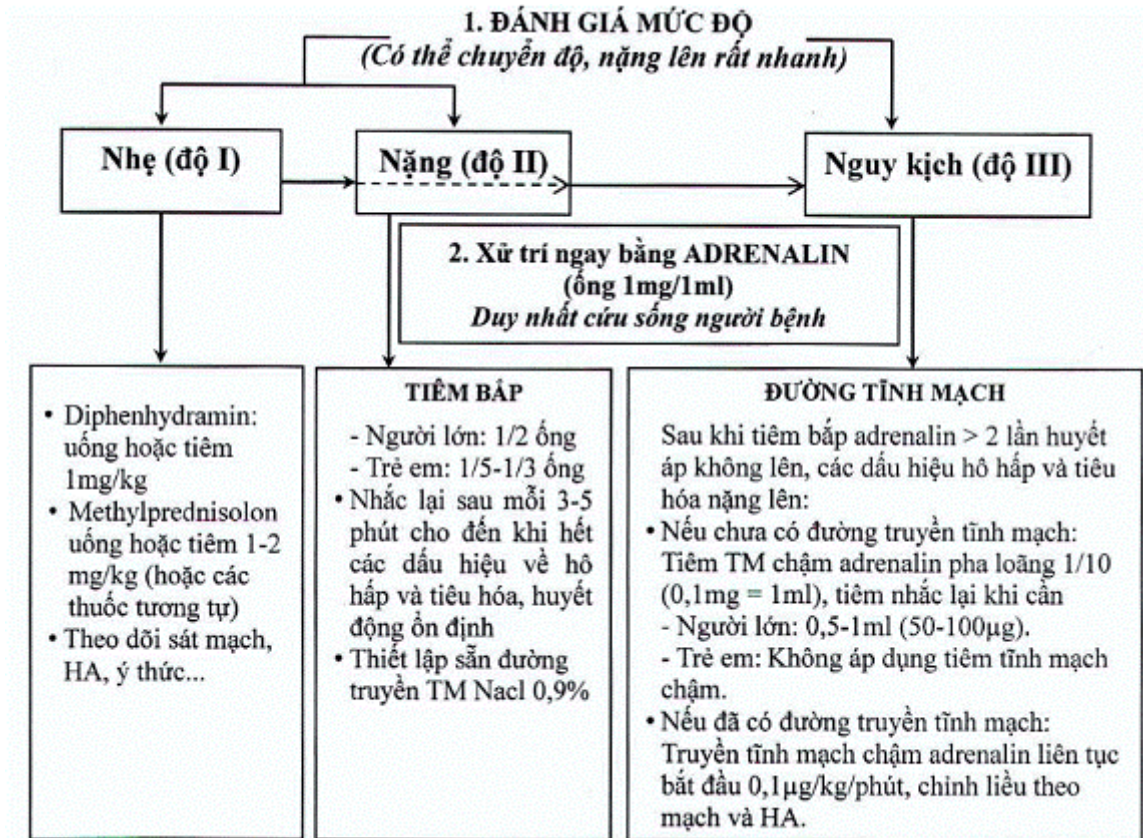 1. ĐÁNH GIÁ MỨC ĐỘ
(Có thể chuyển độ, nặng lên rất nhanh)
Nhẹ (độ I)
Nặng (độ II)
Nguy kịch (độ III)
2. Xử trí ngay bằng ADRENALIN
(ống 1mg/1ml)
Duy nhất cứu sống người bệnh
• Diphenhydramin:
uống hoặc tiêm
1mg/kg
• Methylprednisolon
uống hoặc tiêm 1-2
mg/kg (hoặc các
thuốc tương tự)
• Theo dõi sát mạch,
HA, ý thức...
TIÊM BẮP
- Người lớn: 1/2 ống
- Trẻ em: 1/5-1/3 ống
• Nhắc lại sau mỗi 3-5
phút cho đến khi hết
các dấu hiệu về hô
hấp và tiêu hóa, huyết
động ổn định
• Thiết lập sẵn đường
truyền TM Nacl 0,9%
ĐƯỜNG TĨNH MẠCH
Sau khi tiêm bắp adrenalin > 2 lần huyết
áp không lên, các dấu hiệu hô hấp và tiêu
hóa nặng lên:
• Nếu chưa có đường truyền tĩnh mạch:
Tiêm TM chậm adrenalin pha loãng 1/10
(0,1mg = 1ml), tiêm nhắc lại khi cần
- Người lớn: 0,5-1ml (50-100µg).
- Trẻ em: Không áp dụng tiêm tĩnh mạch
chậm.
• Nếu đã có đường truyền tĩnh mạch:
Truyền tĩnh mạch chậm adrenalin liên tục
bắt đầu 0,1µg/kg/phút, chỉnh liều theo
mạch và HA.